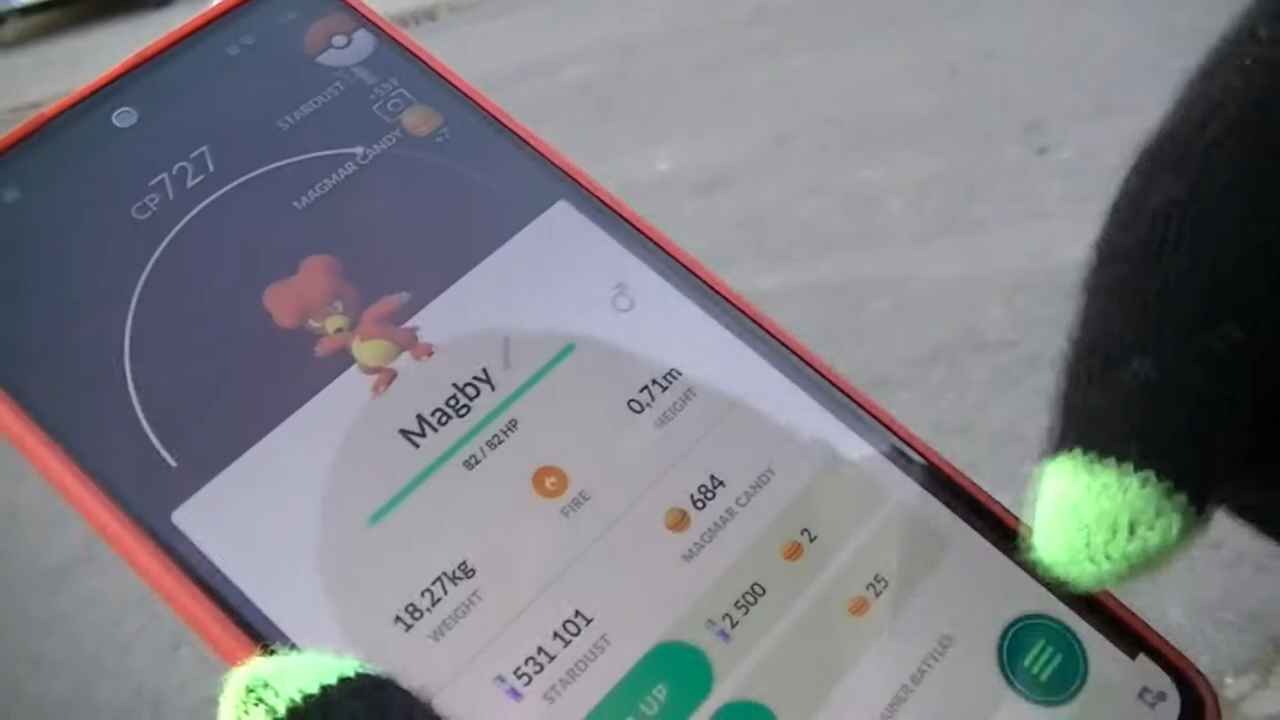 STARDUST
MAGMAR CANDY
+7
CP727
Magby
82 / 82 HP
18,27kg
WEIGHT
FIRE
0,71m
HEIGHT
531 101
STARDUST
684
MAGMAR CANDY
UP
2 500
2
25